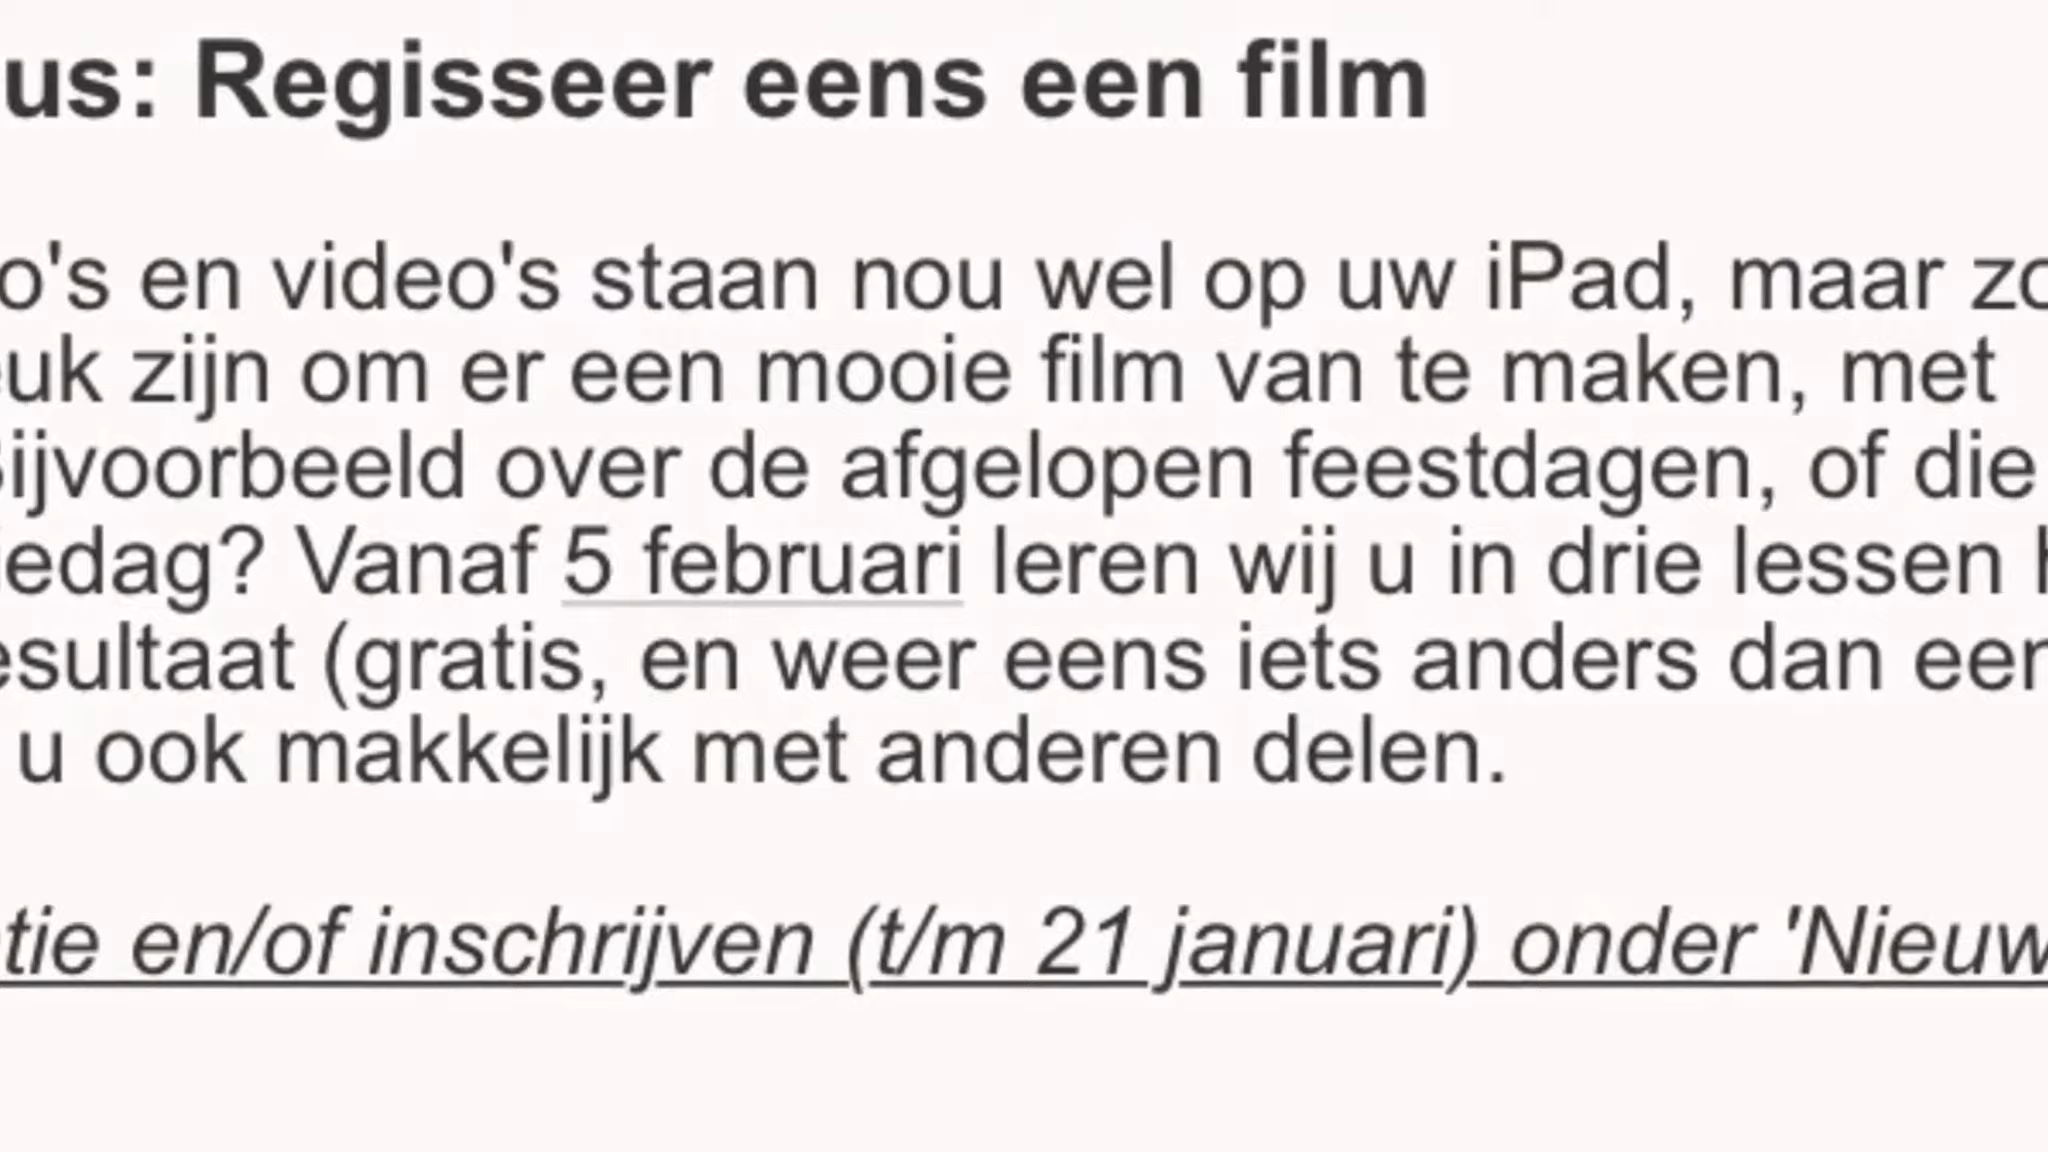 us: Regisseer eens een film
o's en video's staan nou wel op uw iPad, maar zo
euk zijn om er een mooie film van te maken, met
Bijvoorbeeld over de afgelopen feestdagen, of die
iedag? Vanaf 5 februari leren wij u in drie lessen h
esultaat (gratis, en weer eens iets anders dan een
u ook makkelijk met anderen delen.
tie en/of inschrijven (t/m 21 januari) onder 'Nieuw